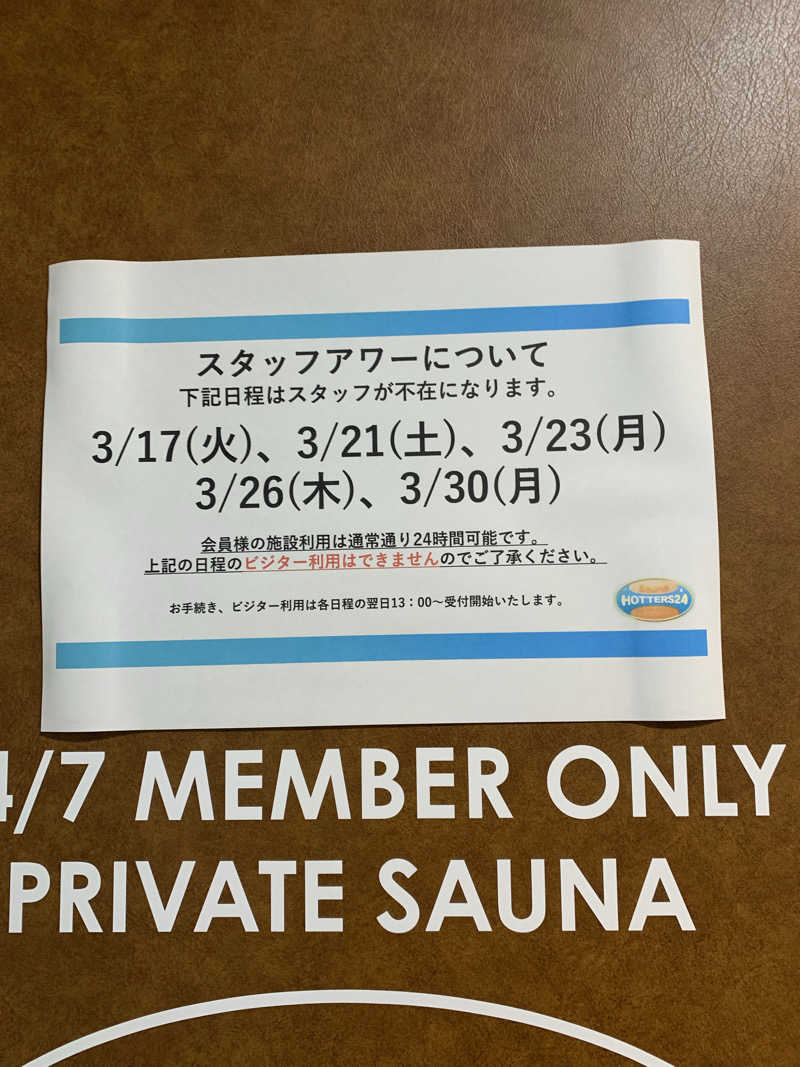 スタッフアワーについて
下記日程はスタッフが不在になります。
3/17(火)、3/21(土)、3/23(月)
3/26(木)、3/30(月)
会員様の施設利用は通常通り24時間可能です。
上記の日程のビジター利用はできませんのでご了承ください。
お手続き、ビジター利用は各日程の翌日13：00～受付開始いたします。
HOTTERS24
4/7 MEMBER ONLY
PRIVATE SAUNA